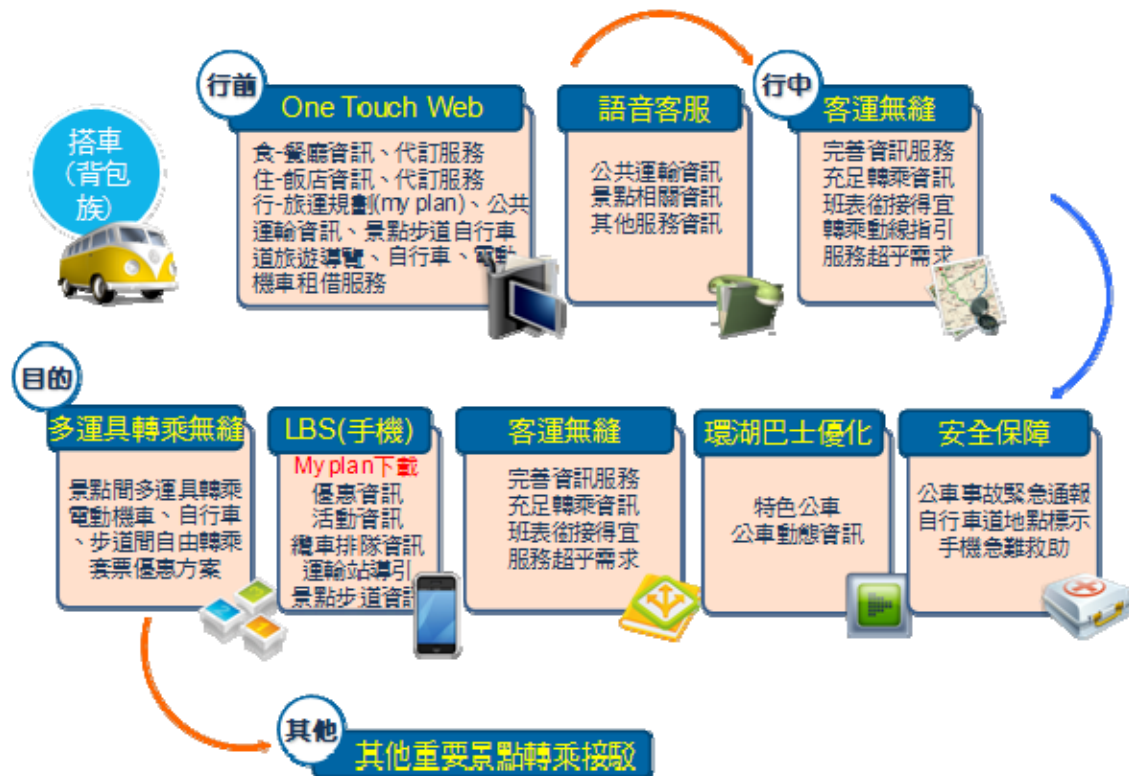 搭車
(背包
族)
行前
One Touch Web
食-餐廳資訊、代訂服務
住-飯店資訊、代訂服務
行-旅運規劃(my plan)、公共
運輸資訊、景點步道自行車
道旅遊導覽、自行車、電動
機車租借服務
語音客服
公共運輸資訊
景點相關資訊
其他服務資訊
行中
客運無縫
完善資訊服務
充足轉乘資訊
班表銜接得宜
轉乘動線指引
服務超乎需求
目的
多運具轉乘無縫
景點間多運具轉乘
電動機車、自行車
、步道間自由轉乘
套票優惠方案
LBS(手機)
My plan下載
優惠資訊
活動資訊
纜車排隊資訊
運輸站導引
景點步道資訊
客運無縫
完善資訊服務
充足轉乘資訊
班表銜接得宜
服務超乎需求
環湖巴士優化
特色公車
公車動態資訊
安全保障
公車事故緊急通報
自行車道地點標示
手機急難救助
其他
其他重要景點轉乘接駁